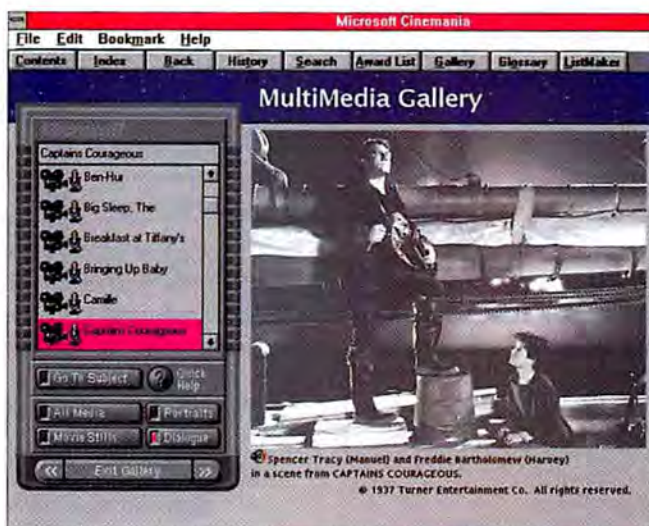 Microsoft Cinemania
File Edit Bookmark Help
Contents Index Back History Search Award List Gallery Glossary ListMaker
MultiMedia Gallery
Captains Courageous
Ben-Hur
Big Sleep, The
Breakfast at Tiffany's
Bringing Up Baby
Camille
Captains Courageous
Go To Subject
? Quick Help
All Media Portraits
Movie Stills Dialogue
<< Exit Gallery >>
Spencer Tracy (Manuel) and Freddie Bartholomew (Harvey)
in a scene from CAPTAINS COURAGEOUS.
© 1937 Turner Entertainment Co. All rights reserved.